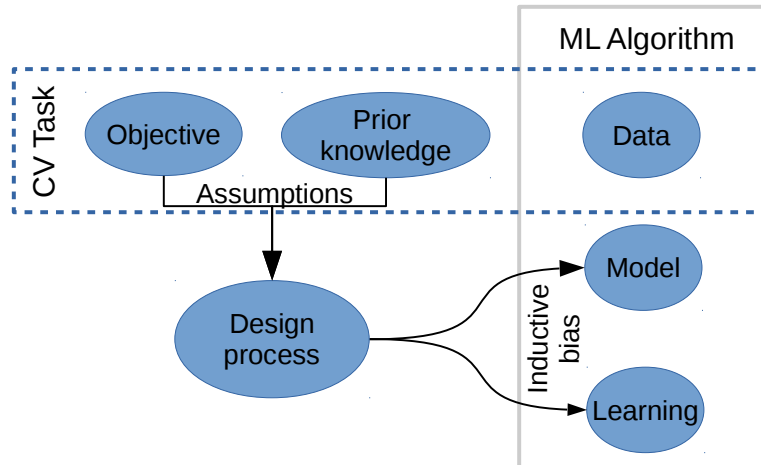 ML Algorithm
CV Task
Objective
Prior
knowledge
Data
Assumptions
Design
process
Model
Inductive
bias
Learning